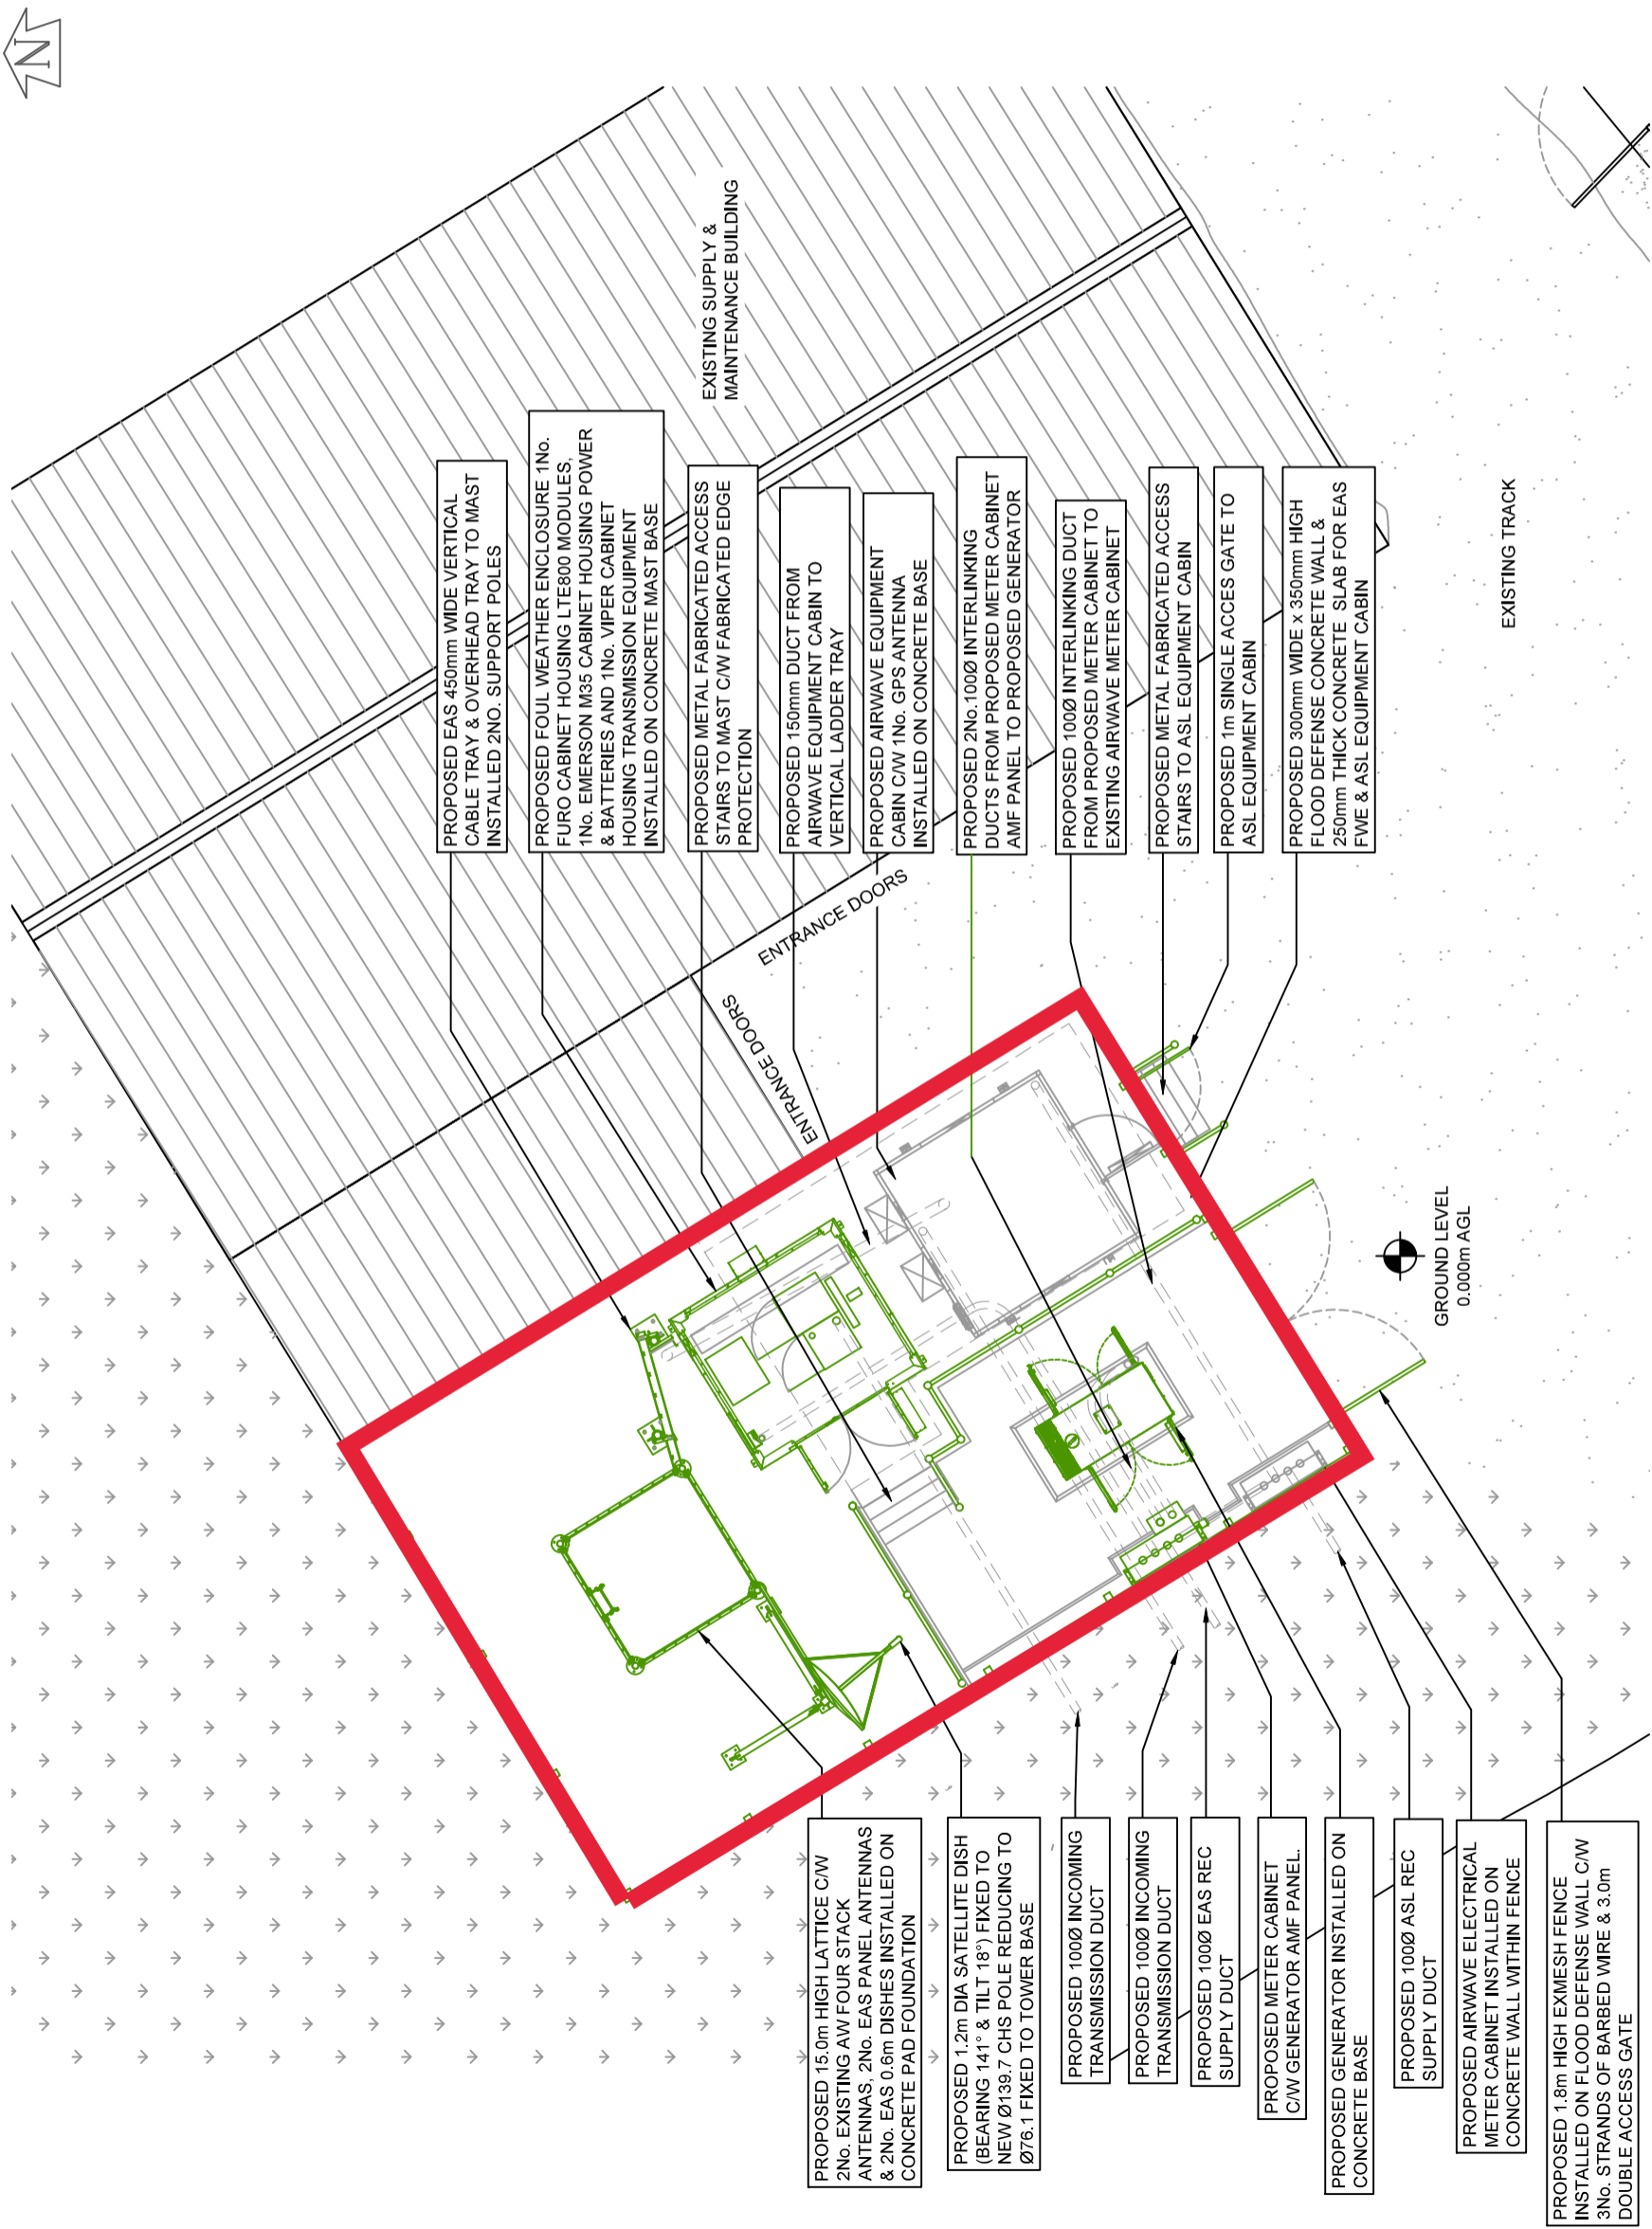 N
EXISTING SUPPLY &
MAINTENANCE BUILDING
PROPOSED EAS 450mm WIDE VERTICAL
CABLE TRAY & OVERHEAD TRAY TO MAST
INSTALLED 2NO. SUPPORT POLES
PROPOSED FOUL WEATHER ENCLOSURE 1No.
FURO CABINET HOUSING LTE800 MODULES,
1No. EMERSON M35 CABINET HOUSING POWER
& BATTERIES AND 1No. VIPER CABINET
HOUSING TRANSMISSION EQUIPMENT
INSTALLED ON CONCRETE MAST BASE
PROPOSED METAL FABRICATED ACCESS
STAIRS TO MAST C/W FABRICATED EDGE
PROTECTION
PROPOSED 150mm DUCT FROM
AIRWAVE EQUIPMENT CABIN TO
VERTICAL LADDER TRAY
PROPOSED AIRWAVE EQUIPMENT
CABIN C/W 1No. GPS ANTENNA
INSTALLED ON CONCRETE BASE
PROPOSED 2No.100Ø INTERLINKING
DUCTS FROM PROPOSED METER CABINET
AMF PANEL TO PROPOSED GENERATOR
PROPOSED 100Ø INTERLINKING DUCT
FROM PROPOSED METER CABINET TO
EXISTING AIRWAVE METER CABINET
PROPOSED METAL FABRICATED ACCESS
STAIRS TO ASL EQUIPMENT CABIN
PROPOSED 1m SINGLE ACCESS GATE TO
ASL EQUIPMENT CABIN
PROPOSED 300mm WIDE x 350mm HIGH
FLOOD DEFENSE CONCRETE WALL &
250mm THICK CONCRETE SLAB FOR EAS
FWE & ASL EQUIPMENT CABIN
EXISTING TRACK
ENTRANCE DOORS
ENTRANCE DOORS
GROUND LEVEL
0.000m AGL
PROPOSED 15.0m HIGH LATTICE C/W
2No. EXISTING AW FOUR STACK
ANTENNAS, 2No. EAS PANEL ANTENNAS
& 2No. EAS 0.6m DISHES INSTALLED ON
CONCRETE PAD FOUNDATION
PROPOSED 1.2m DIA SATELLITE DISH
(BEARING 141° & TILT 18°) FIXED TO
NEW Ø139.7 CHS POLE REDUCING TO
Ø76.1 FIXED TO TOWER BASE
PROPOSED 100Ø INCOMING
TRANSMISSION DUCT
PROPOSED 100Ø INCOMING
TRANSMISSION DUCT
PROPOSED 100Ø EAS REC
SUPPLY DUCT
PROPOSED METER CABINET
C/W GENERATOR AMF PANEL.
PROPOSED GENERATOR INSTALLED ON
CONCRETE BASE
PROPOSED 100Ø ASL REC
SUPPLY DUCT
PROPOSED AIRWAVE ELECTRICAL
METER CABINET INSTALLED ON
CONCRETE WALL WITHIN FENCE
PROPOSED 1.8m HIGH EXMESH FENCE
INSTALLED ON FLOOD DEFENSE WALL C/W
3No. STRANDS OF BARBED WIRE & 3.0m
DOUBLE ACCESS GATE